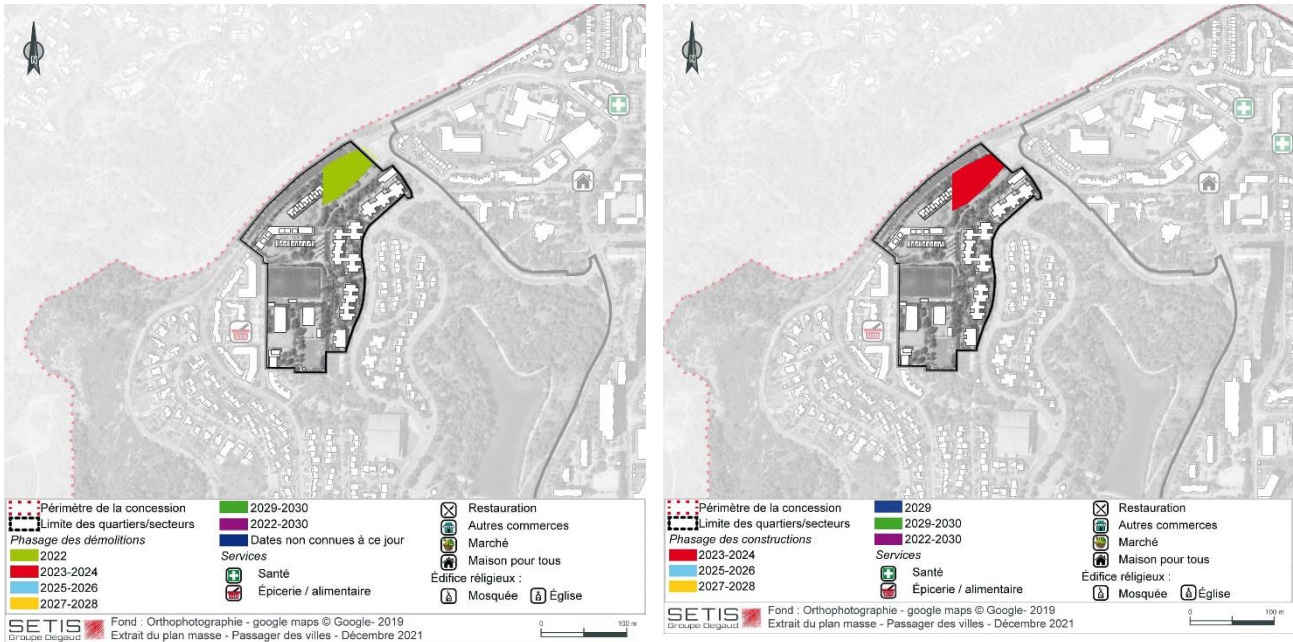 N
Périmètre de la concession
Limite des quartiers/secteurs
Phasage des démolitions
2022
2023-2024
2025-2026
2027-2028
2029-2030
2022-2030
Dates non connues à ce jour
Services
Santé
Épicerie / alimentaire
Restauration
Autres commerces
Marché
Maison pour tous
Édifice réligieux :
Mosquée Église
SETIS
Groupe Degaud
Fond : Orthophotographie - google maps © Google- 2019
Extrait du plan masse - Passager des villes - Décembre 2021
0 100 m
N
Périmètre de la concession
Limite des quartiers/secteurs
Phasage des constructions
2023-2024
2025-2026
2027-2028
2029
2029-2030
2022-2030
Services
Santé
Épicerie / alimentaire
Restauration
Autres commerces
Marché
Maison pour tous
Édifice réligieux :
Mosquée Église
SETIS
Groupe Degaud
Fond : Orthophotographie - google maps © Google- 2019
Extrait du plan masse - Passager des villes - Décembre 2021
0 100 m